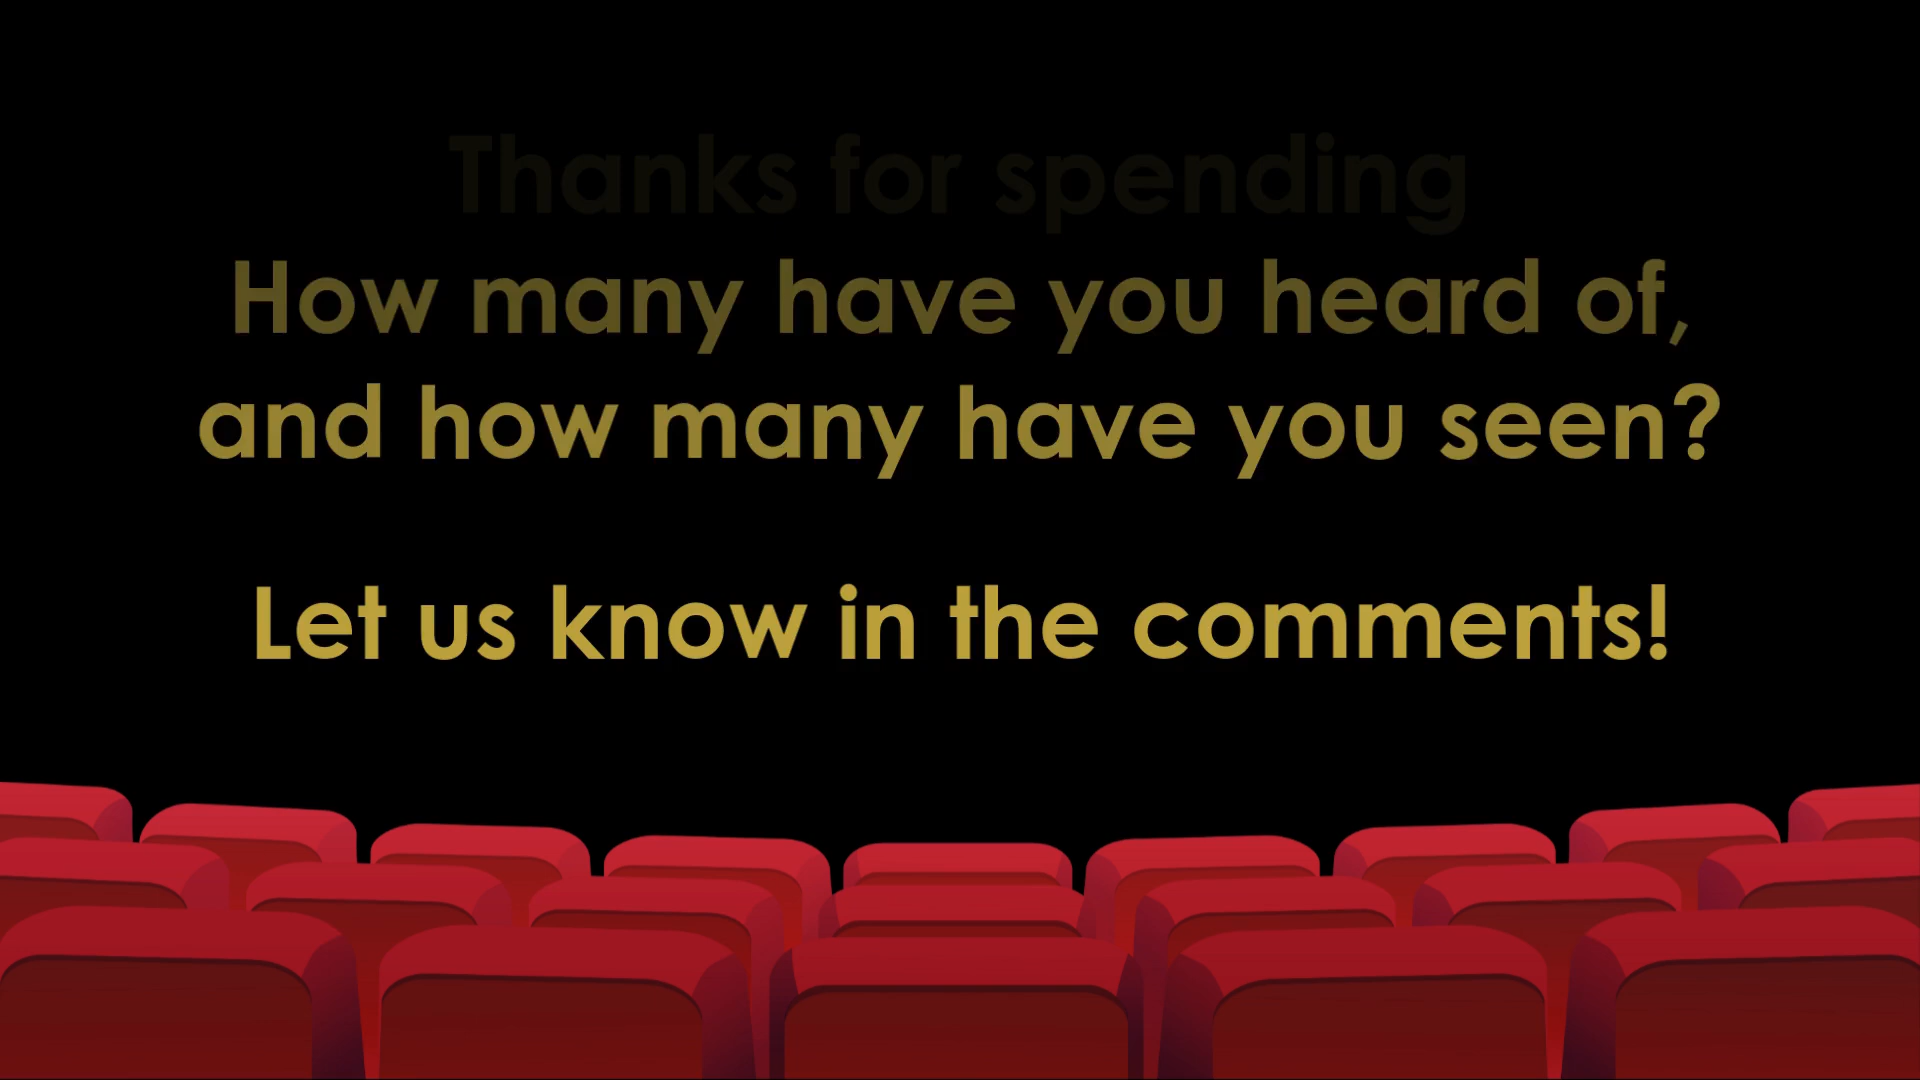 Thanks for spending
How many have you heard of,
and how many have you seen?
Let us know in the comments!